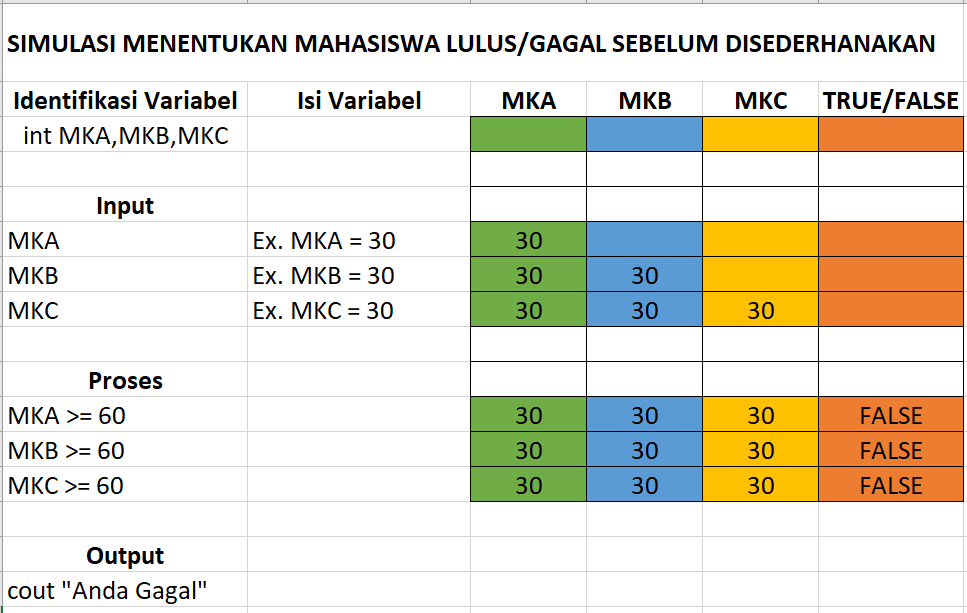 SIMULASI MENENTUKAN MAHASISWA LULUS/GAGAL SEBELUM DISEDERHANAKAN
Identifikasi Variabel Isi Variabel MKA MKB MKC TRUE/FALSE
int MKA,MKB,MKC
Input
MKA Ex. MKA = 30 30
MKB Ex. MKB = 30 30 30
MKC Ex. MKC = 30 30 30 30
Proses
MKA >= 60 30 30 30 FALSE
MKB >= 60 30 30 30 FALSE
MKC >= 60 30 30 30 FALSE
Output
cout "Anda Gagal"